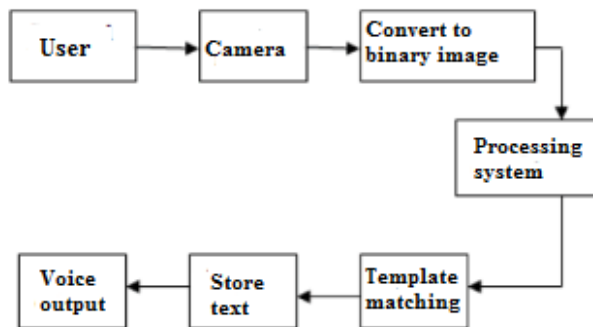 User
Camera
Convert to
binary image
Processing
system
Template
matching
Store
text
Voice
output